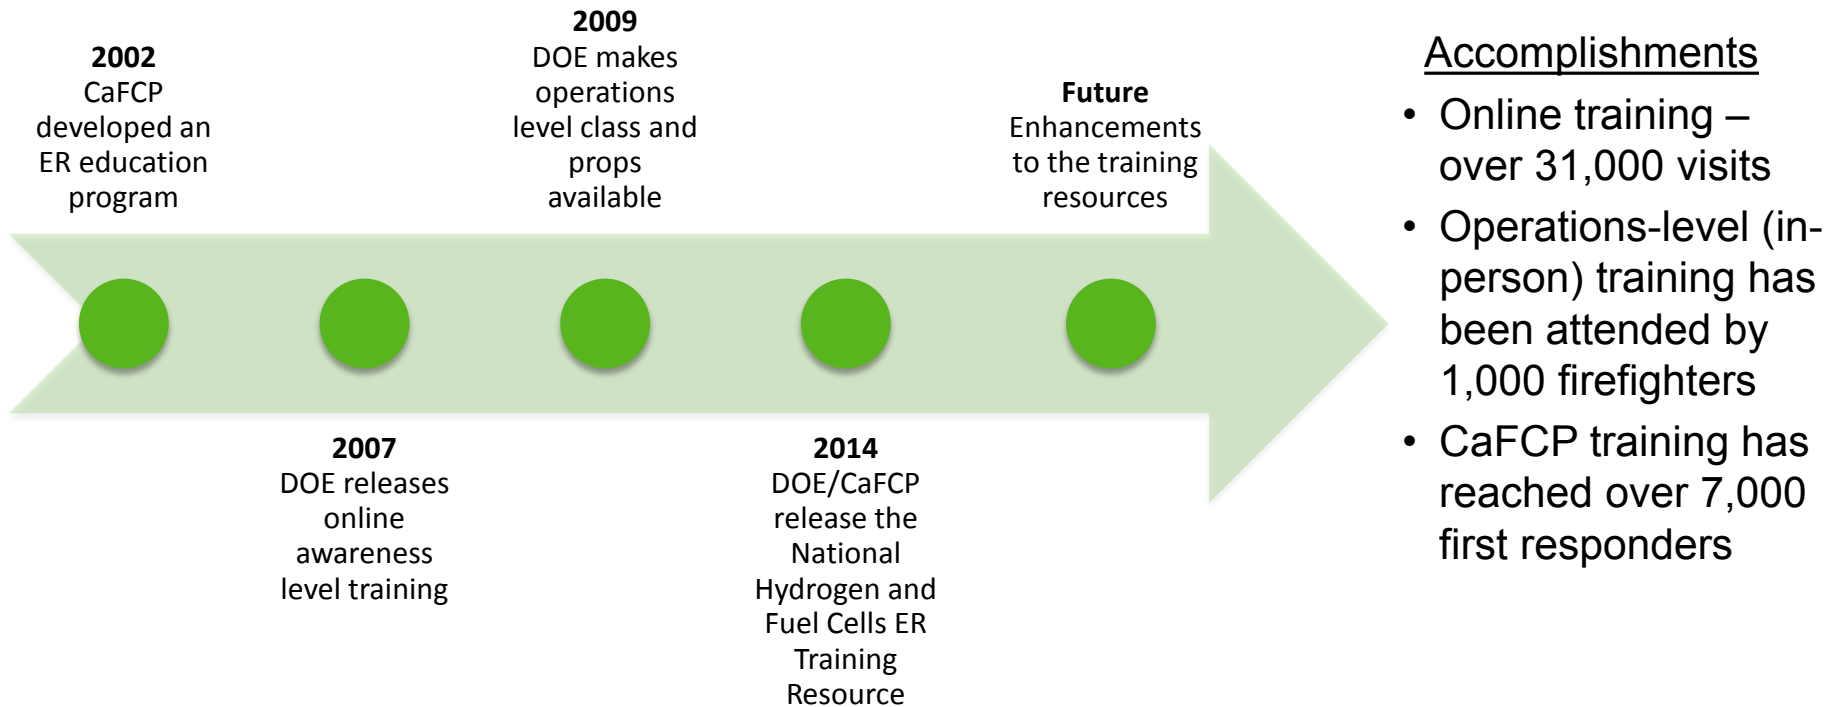 2002
CaFCP
developed an
ER education
program
2007
DOE releases
online
awareness
level training
2009
DOE makes
operations
level class and
props
available
2014
DOE/CaFCP
release the
National
Hydrogen and
Fuel Cells ER
Training
Resource
Future
Enhancements
to the training
resources
Accomplishments
• Online training –
over 31,000 visits
• Operations-level (in-
person) training has
been attended by
1,000 firefighters
• CaFCP training has
reached over 7,000
first responders